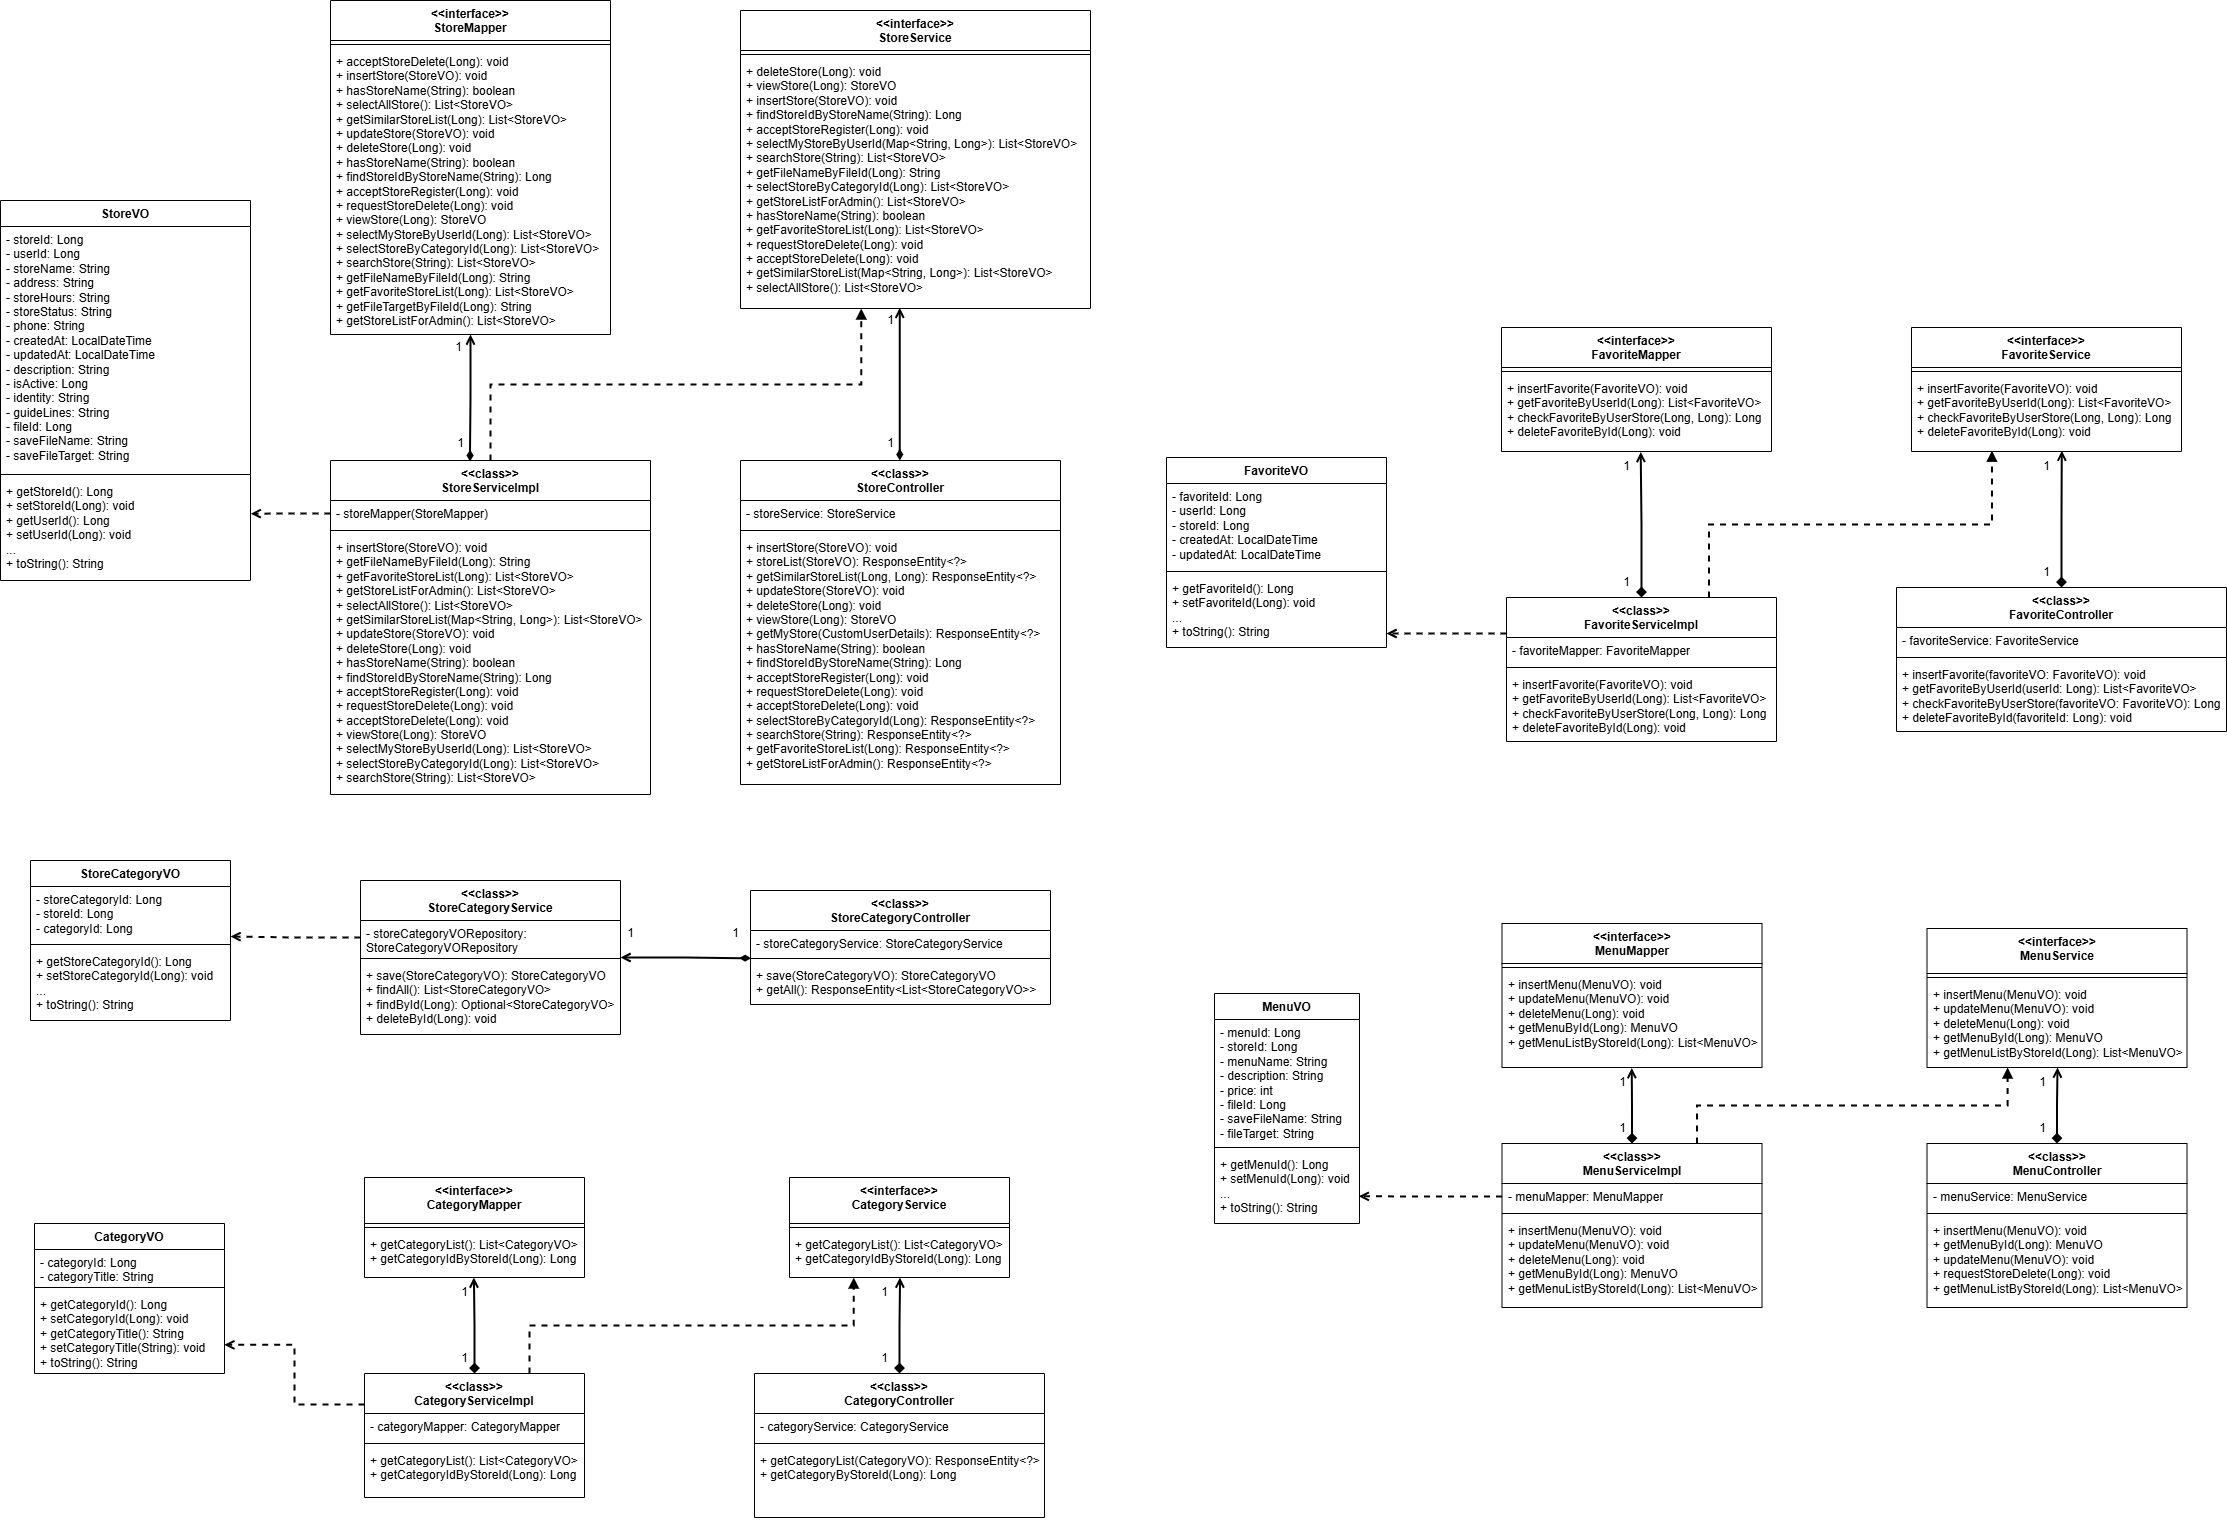 <<interface>>
StoreMapper
+ acceptStoreDelete(Long): void
+ insertStore(StoreVO): void
+ hasStoreName(String): boolean
+ selectAllStore(): List<StoreVO>
+ getSimilarStoreList(Long): List<StoreVO>
+ updateStore(StoreVO): void
+ deleteStore(Long): void
+ hasStoreName(String): boolean
+ findStoreIdByStoreName(String): Long
+ acceptStoreRegister(Long): void
+ requestStoreDelete(Long): void
+ viewStore(Long): StoreVO
+ selectMyStoreByUserId(Long): List<StoreVO>
+ selectStoreByCategoryId(Long): List<StoreVO>
+ searchStore(String): List<StoreVO>
+ getFileNameByFileId(Long): String
+ getFavoriteStoreList(Long): List<StoreVO>
+ getFileTargetByFileId(Long): String
+ getStoreListForAdmin(): List<StoreVO>
<<interface>>
StoreService
+ deleteStore(Long): void
+ viewStore(Long): StoreVO
+ insertStore(StoreVO): void
+ findStoreIdByStoreName(String): Long
+ acceptStoreRegister(Long): void
+ selectMyStoreByUserId(Map<String, Long>): List<StoreVO>
+ searchStore(String): List<StoreVO>
+ getFileNameByFileId(Long): String
+ selectStoreByCategoryId(Long): List<StoreVO>
+ getStoreListForAdmin(): List<StoreVO>
+ hasStoreName(String): boolean
+ getFavoriteStoreList(Long): List<StoreVO>
+ requestStoreDelete(Long): void
+ acceptStoreDelete(Long): void
+ getSimilarStoreList(Map<String, Long>): List<StoreVO>
+ selectAllStore(): List<StoreVO>
StoreVO
- storeId: Long
- userId: Long
- storeName: String
- address: String
- storeHours: String
- storeStatus: String
- phone: String
- createdAt: LocalDateTime
- updatedAt: LocalDateTime
- description: String
- isActive: Long
- identity: String
- guideLines: String
- fileId: Long
- saveFileName: String
- saveFileTarget: String
+ getStoreId(): Long
+ setStoreId(Long): void
+ getUserId(): Long
+ setUserId(Long): void
...
+ toString(): String
1
1
1
1
<<class>>
StoreServiceImpl
- storeMapper(StoreMapper)
+ insertStore(StoreVO): void
+ getFileNameByFileId(Long): String
+ getFavoriteStoreList(Long): List<StoreVO>
+ getStoreListForAdmin(): List<StoreVO>
+ selectAllStore(): List<StoreVO>
+ getSimilarStoreList(Map<String, Long>): List<StoreVO>
+ updateStore(StoreVO): void
+ deleteStore(Long): void
+ hasStoreName(String): boolean
+ findStoreIdByStoreName(String): Long
+ acceptStoreRegister(Long): void
+ requestStoreDelete(Long): void
+ acceptStoreDelete(Long): void
+ viewStore(Long): StoreVO
+ selectMyStoreByUserId(Long): List<StoreVO>
+ selectStoreByCategoryId(Long): List<StoreVO>
+ searchStore(String): List<StoreVO>
<<class>>
StoreController
- storeService: StoreService
+ insertStore(StoreVO): void
+ storeList(StoreVO): ResponseEntity<?>
+ getSimilarStoreList(Long, Long): ResponseEntity<?>
+ updateStore(StoreVO): void
+ deleteStore(Long): void
+ viewStore(Long): StoreVO
+ getMyStore(CustomUserDetails): ResponseEntity<?>
+ hasStoreName(String): boolean
+ findStoreIdByStoreName(String): Long
+ acceptStoreRegister(Long): void
+ requestStoreDelete(Long): void
+ acceptStoreDelete(Long): void
+ selectStoreByCategoryId(Long): ResponseEntity<?>
+ searchStore(String): ResponseEntity<?>
+ getFavoriteStoreList(Long): ResponseEntity<?>
+ getStoreListForAdmin(): ResponseEntity<?>
<<interface>>
FavoriteMapper
+ insertFavorite(FavoriteVO): void
+ getFavoriteByUserId(Long): List<FavoriteVO>
+ checkFavoriteByUserStore(Long, Long): Long
+ deleteFavoriteById(Long): void
<<interface>>
FavoriteService
+ insertFavorite(FavoriteVO): void
+ getFavoriteByUserId(Long): List<FavoriteVO>
+ checkFavoriteByUserStore(Long, Long): Long
+ deleteFavoriteById(Long): void
FavoriteVO
- favoriteId: Long
- userId: Long
- storeId: Long
- createdAt: LocalDateTime
- updatedAt: LocalDateTime
+ getFavoriteId(): Long
+ setFavoriteId(Long): void
...
+ toString(): String
1
1
1
1
<<class>>
FavoriteServiceImpl
- favoriteMapper: FavoriteMapper
+ insertFavorite(FavoriteVO): void
+ getFavoriteByUserId(Long): List<FavoriteVO>
+ checkFavoriteByUserStore(Long, Long): Long
+ deleteFavoriteById(Long): void
<<class>>
FavoriteController
- favoriteService: FavoriteService
+ insertFavorite(favoriteVO: FavoriteVO): void
+ getFavoriteByUserId(userId: Long): List<FavoriteVO>
+ checkFavoriteByUserStore(favoriteVO: FavoriteVO): Long
+ deleteFavoriteById(favoriteId: Long): void
StoreCategoryVO
- storeCategoryId: Long
- storeId: Long
- categoryId: Long
+ getStoreCategoryId(): Long
+ setStoreCategoryId(Long): void
...
+ toString(): String
<<class>>
StoreCategoryService
- storeCategoryVORepository:
StoreCategoryVORepository
+ save(StoreCategoryVO): StoreCategoryVO
+ findAll(): List<StoreCategoryVO>
+ findById(Long): Optional<StoreCategoryVO>
+ deleteById(Long): void
1
1
<<class>>
StoreCategoryController
- storeCategoryService: StoreCategoryService
+ save(StoreCategoryVO): StoreCategoryVO
+ getAll(): ResponseEntity<List<StoreCategoryVO>>
<<interface>>
MenuMapper
+ insertMenu(MenuVO): void
+ updateMenu(MenuVO): void
+ deleteMenu(Long): void
+ getMenuById(Long): MenuVO
+ getMenuListByStoreId(Long): List<MenuVO>
<<interface>>
MenuService
+ insertMenu(MenuVO): void
+ updateMenu(MenuVO): void
+ deleteMenu(Long): void
+ getMenuById(Long): MenuVO
+ getMenuListByStoreId(Long): List<MenuVO>
MenuVO
- menuId: Long
- storeId: Long
- menuName: String
- description: String
- price: int
- fileId: Long
- saveFileName: String
- fileTarget: String
+ getMenuId(): Long
+ setMenuId(Long): void
...
+ toString(): String
1
1
1
1
<<class>>
MenuServiceImpl
- menuMapper: MenuMapper
+ insertMenu(MenuVO): void
+ updateMenu(MenuVO): void
+ deleteMenu(Long): void
+ getMenuById(Long): MenuVO
+ getMenuListByStoreId(Long): List<MenuVO>
<<class>>
MenuController
- menuService: MenuService
+ insertMenu(MenuVO): void
+ getMenuById(Long): MenuVO
+ updateMenu(MenuVO): void
+ requestStoreDelete(Long): void
+ getMenuListByStoreId(Long): List<MenuVO>
<<interface>>
CategoryMapper
+ getCategoryList(): List<CategoryVO>
+ getCategoryIdByStoreId(Long): Long
<<interface>>
CategoryService
+ getCategoryList(): List<CategoryVO>
+ getCategoryIdByStoreId(Long): Long
CategoryVO
- categoryId: Long
- categoryTitle: String
+ getCategoryId(): Long
+ setCategoryId(Long): void
+ getCategoryTitle(): String
+ setCategoryTitle(String): void
+ toString(): String
1
1
1
1
<<class>>
CategoryServiceImpl
- categoryMapper: CategoryMapper
+ getCategoryList(): List<CategoryVO>
+ getCategoryIdByStoreId(Long): Long
<<class>>
CategoryController
- categoryService: CategoryService
+ getCategoryList(CategoryVO): ResponseEntity<?>
+ getCategoryByStoreId(Long): Long